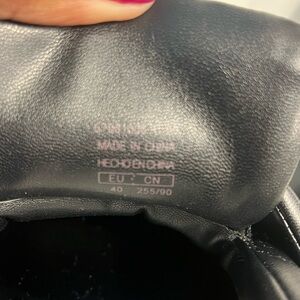 MADE IN CHINA
HECHO EN CHINA
EU CN
40 255/90